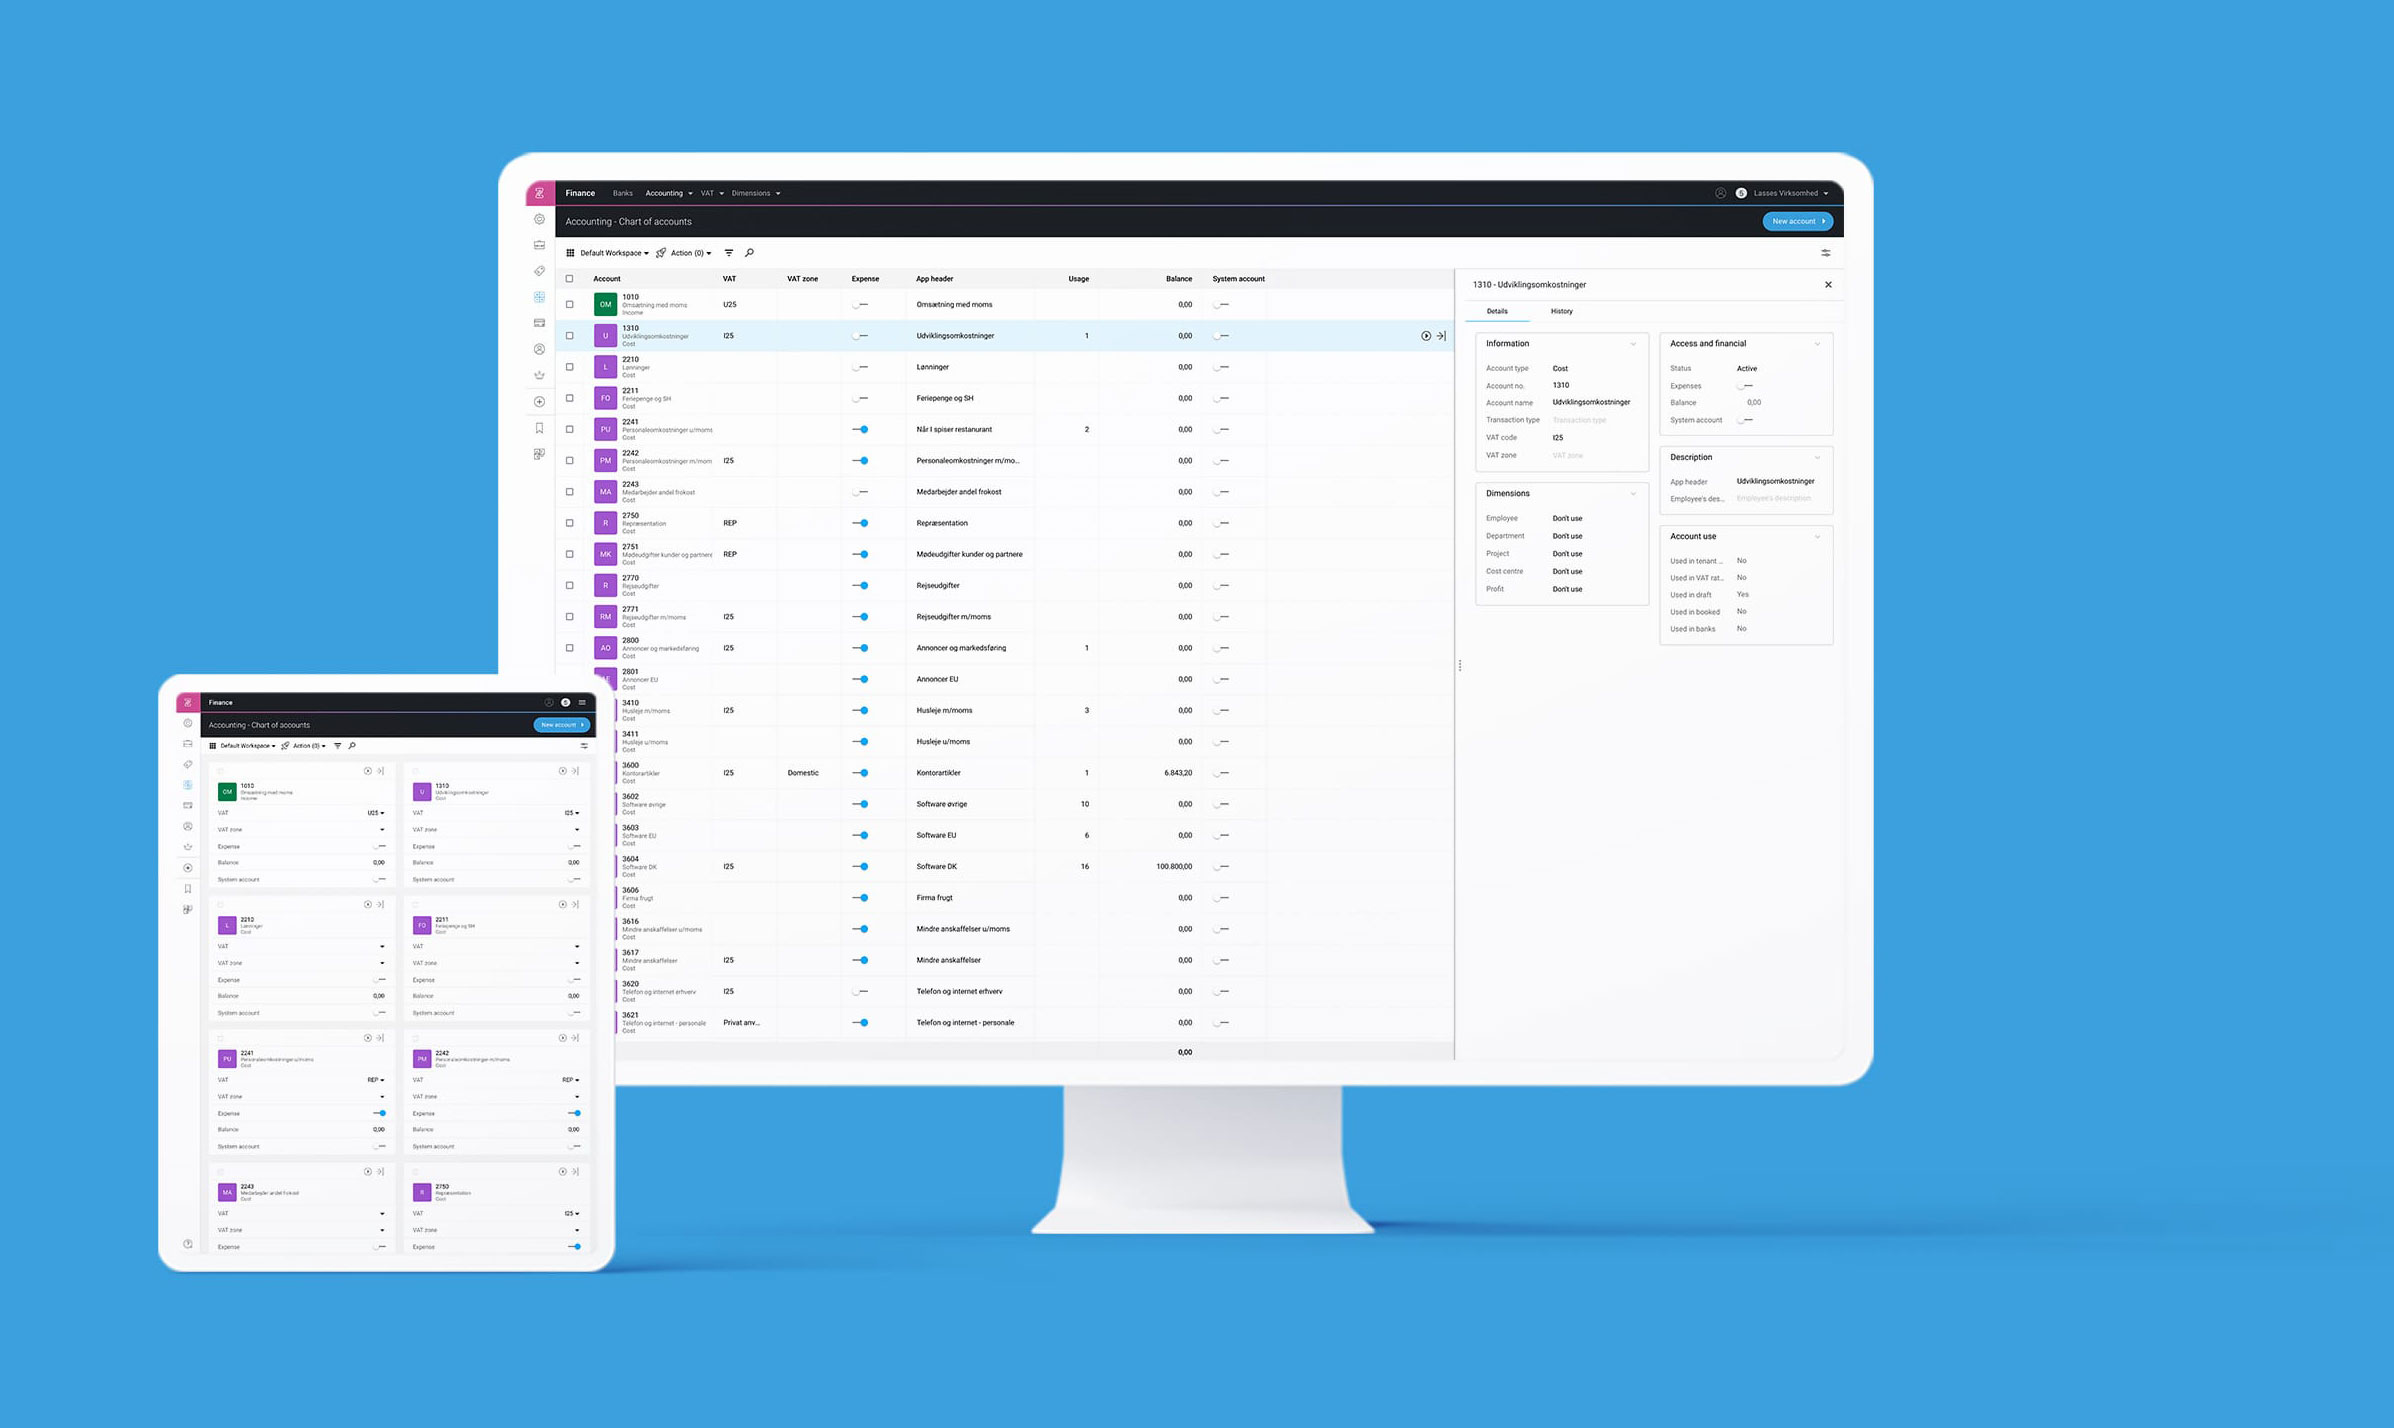 Finance Banks Accounting VAT Dimensions Lasses Virksomhed
Accounting - Chart of accounts New account
Default Workspace Action (0)
Account VAT VAT zone Expense App header Usage Balance System account
OM 1010 Omsætning med moms Income U25 Omsætning med moms 0,00
U 1310 Udviklingsomkostninger Cost I25 Udviklingsomkostninger 1 0,00
L 2210 Lønninger Cost Lønninger 0,00
FO 2211 Feriepenge og SH Cost Feriepenge og SH 0,00
PU 2241 Personaleomkostninger u/moms Cost Når I spiser restanurant 2 0,00
PM 2242 Personaleomkostninger m/mom Cost I25 Personaleomkostninger m/mo... 0,00
MA 2243 Medarbejder andel frokost Cost Medarbejder andel frokost 0,00
R 2750 Repræsentation Cost REP Repræsentation 0,00
MK 2751 Mødeudgifter kunder og partnere Cost REP Mødeudgifter kunder og partnere 0,00
R 2770 Rejseudgifter Cost Rejseudgifter 0,00
RM 2771 Rejseudgifter m/moms Cost I25 Rejseudgifter m/moms 0,00
AO 2800 Annoncer og markedsføring Cost I25 Annoncer og markedsføring 1 0,00
2801 Annoncer EU Cost Annoncer EU 0,00
3410 Husleje m/moms Cost I25 Husleje m/moms 3 0,00
3411 Husleje u/moms Cost Husleje u/moms 0,00
3600 Kontorartikler Cost I25 Domestic Kontorartikler 1 6.843,20
3602 Software øvrige Cost Software øvrige 10 0,00
3603 Software EU Cost Software EU 6 0,00
3604 Software DK Cost I25 Software DK 16 100.800,00
3606 Firma frugt Cost Firma frugt 0,00
3616 Mindre anskaffelser u/moms Cost Mindre anskaffelser u/moms 0,00
3617 Mindre anskaffelser Cost I25 Mindre anskaffelser 0,00
3620 Telefon og internet erhverv Cost I25 Telefon og internet erhverv 0,00
3621 Telefon og internet - personale Cost Privat anv... Telefon og internet - personale 0,00
0,00
1310 - Udviklingsomkostninger
Details History
Information
Account type Cost
Account no. 1310
Account name Udviklingsomkostninger
Transaction type Transaction type
VAT code I25
VAT zone VAT zone
Dimensions
Employee Don't use
Department Don't use
Project Don't use
Cost centre Don't use
Profit Don't use
Access and financial
Status Active
Expenses
Balance 0,00
System account
Description
App header Udviklingsomkostninger
Employee's des... Employee's description
Account use
Used in tenant ... No
Used in VAT rat... No
Used in draft Yes
Used in booked No
Used in banks No
Finance
Accounting - Chart of accounts New account
Default Workspace Action (0)
OM 1010 Omsætning med moms Income
VAT U25
VAT zone
Expense
Balance 0,00
System account
U 1310 Udviklingsomkostninger Cost
VAT I25
VAT zone
Expense
Balance 0,00
System account
L 2210 Lønninger Cost
VAT
VAT zone
Expense
Balance 0,00
System account
FO 2211 Feriepenge og SH Cost
VAT
VAT zone
Expense
Balance 0,00
System account
PU 2241 Personaleomkostninger u/moms Cost
VAT REP
VAT zone
Expense
Balance 0,00
System account
PM 2242 Personaleomkostninger m/moms Cost
VAT REP
VAT zone
Expense
Balance 0,00
System account
MA 2243 Medarbejder andel frokost Cost
VAT
VAT zone
Expense
R 2750 Repræsentation Cost
VAT I25
VAT zone
Expense